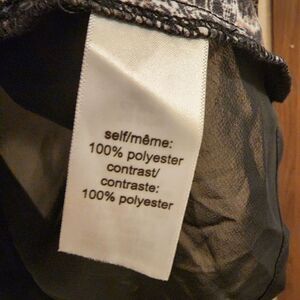 self/même:
100% polyester
contrast/
contraste:
100% polyester